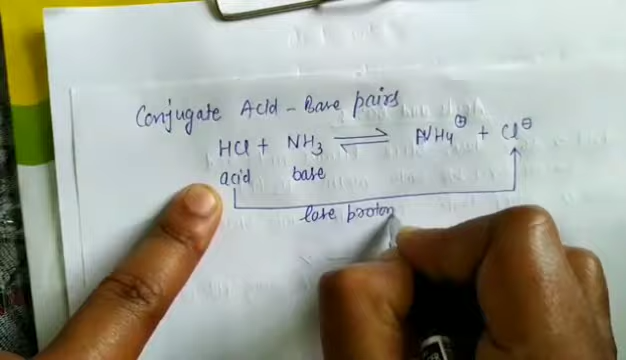 Conjugate Acid - Base pairs
HCl + NH3 ⇌ NH4⊕ + Cl⊖
acid base
lose proton